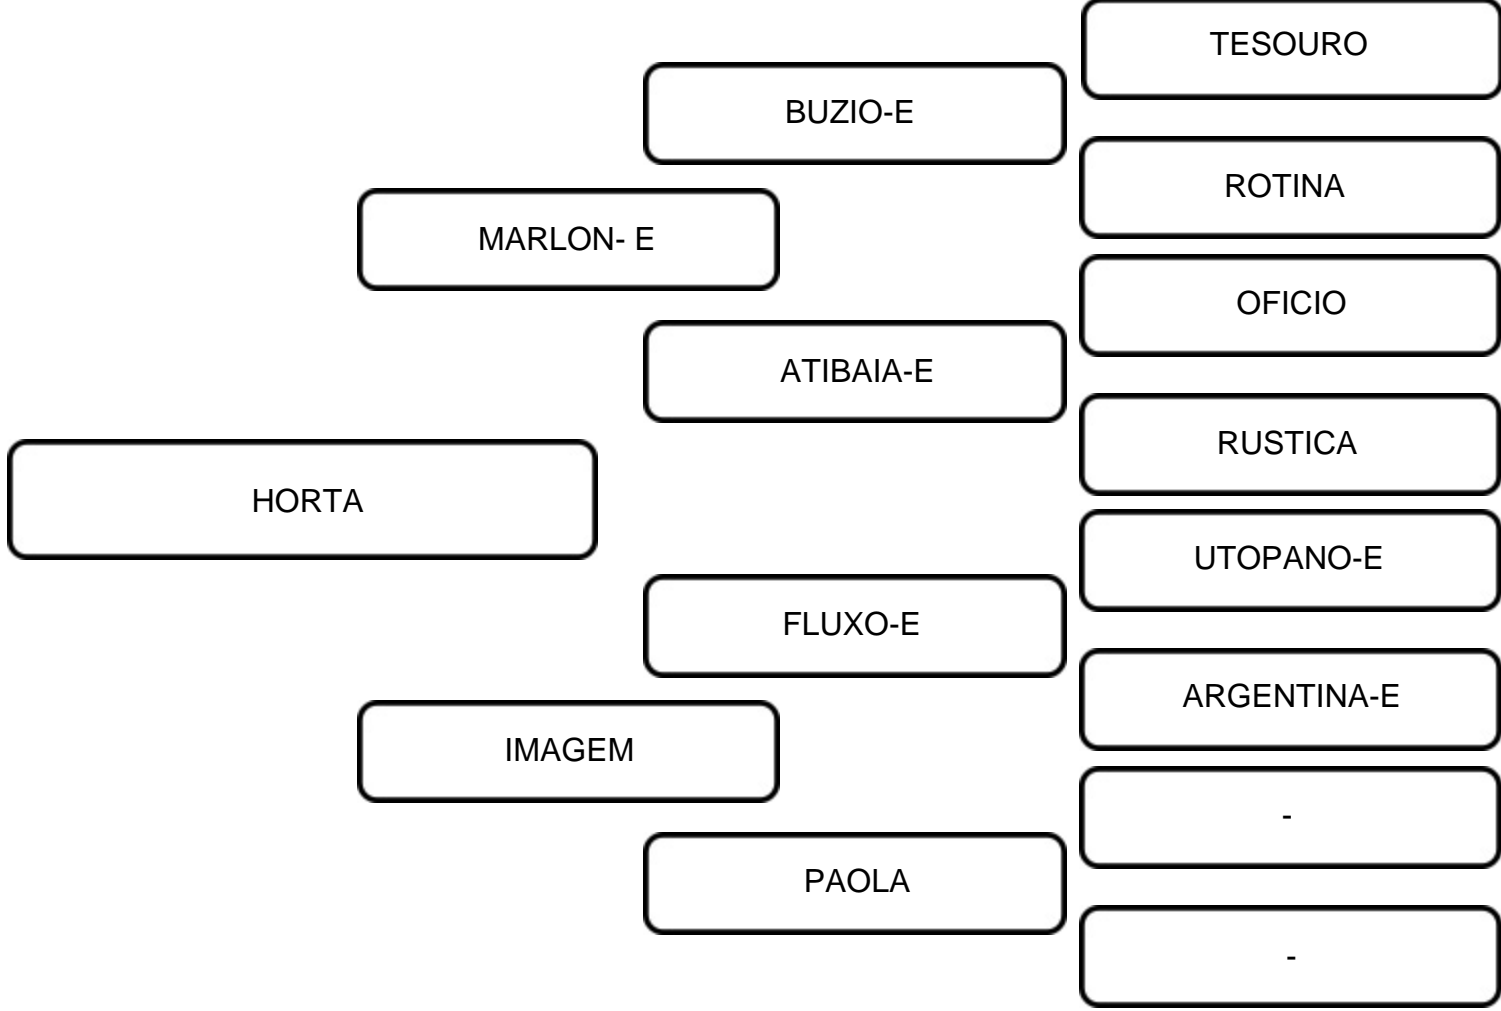 TESOURO
BUZIO-E
ROTINA
MARLON- E
OFICIO
ATIBAIA-E
RUSTICA
HORTA
UTOPANO-E
FLUXO-E
ARGENTINA-E
IMAGEM
-
PAOLA
-